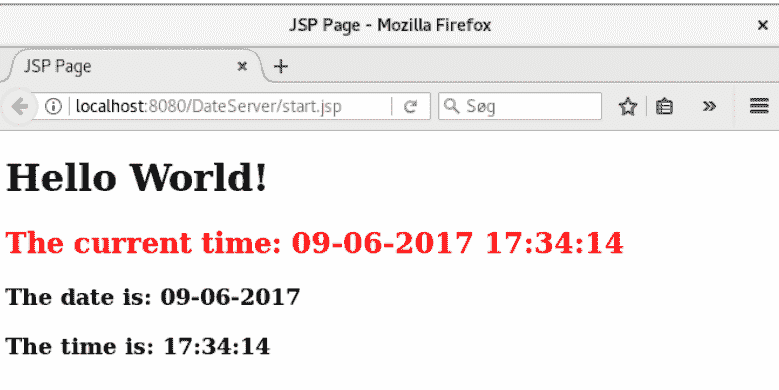 JSP Page - Mozilla Firefox
JSP Page
localhost:8080/DateServer/start.jsp
Søg
Hello World!
The current time: 09-06-2017 17:34:14
The date is: 09-06-2017
The time is: 17:34:14